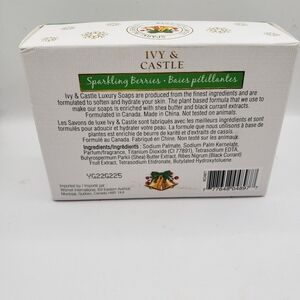 IVY &
CASTLE
Sparkling Berries • Baies pétillantes
Ivy & Castle Luxury Soaps are produced from the finest ingredients and are
formulated to soften and hydrate your skin. The plant based formula that we use to
make our soaps is enriched with shea butter and black currant extracts.
Formulated in Canada. Made in China. Not tested on animals.
Les Savons de luxe Ivy & Castle sont fabriqués avec les meilleurs ingrédients et sont
formulés pour adoucir et hydrater votre peau. La formule que nous utilisons à base
de plantes est enrichie de beurre de karité et d'extraits de cassis.
Formulé au Canada. Fabriqué en Chine. Non testé sur les animaux.
Ingredients/Ingrédients: Sodium Palmate, Sodium Palm Kernelate,
Parfum/fragrance, Titanium Dioxide (CI 77891), Tetrasodium EDTA,
Butyrospermum Parkii (Shea) Butter Extract, Ribes Nigrum (Black Currant)
Fruit Extract, Tetrasodium Etidronate, Butylated Hydroxytoluene
YG22G225
Imported by / Importé par